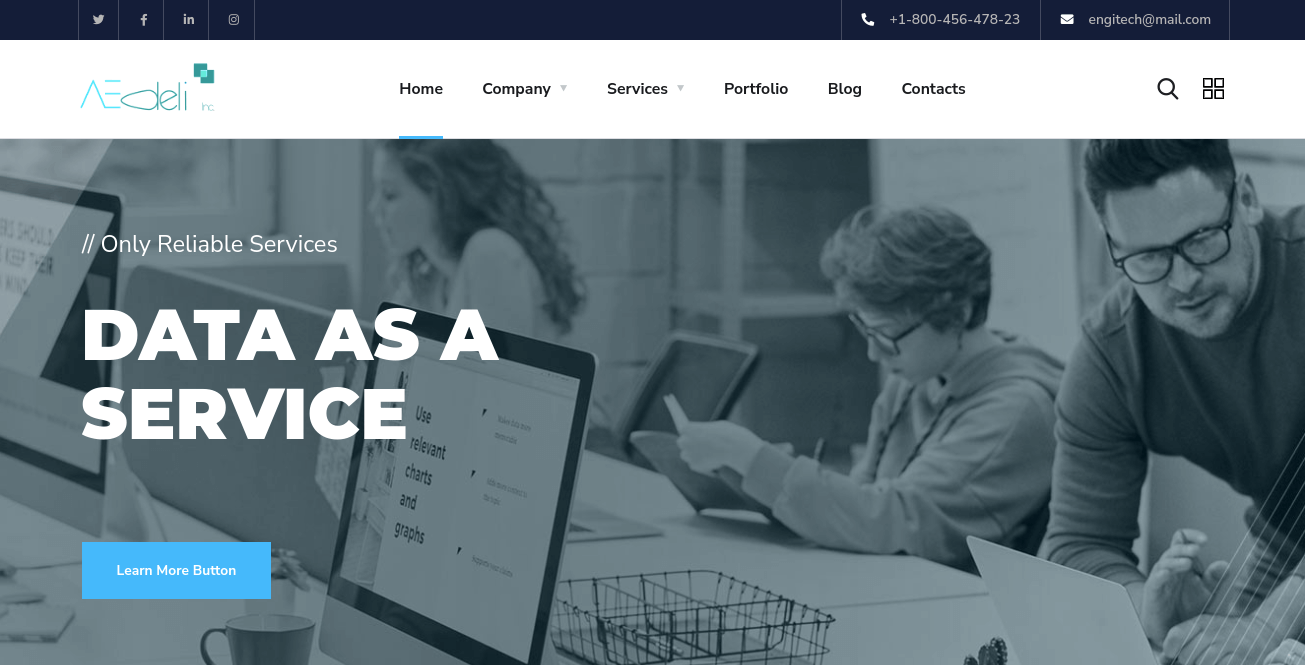 +1-800-456-478-23
engitech@mail.com
AEedeli
Inc
Home
Company
Services
Portfolio
Blog
Contacts
// Only Reliable Services
DATA AS A
SERVICE
Use
relevant
charts
and
graphs
Learn More Button